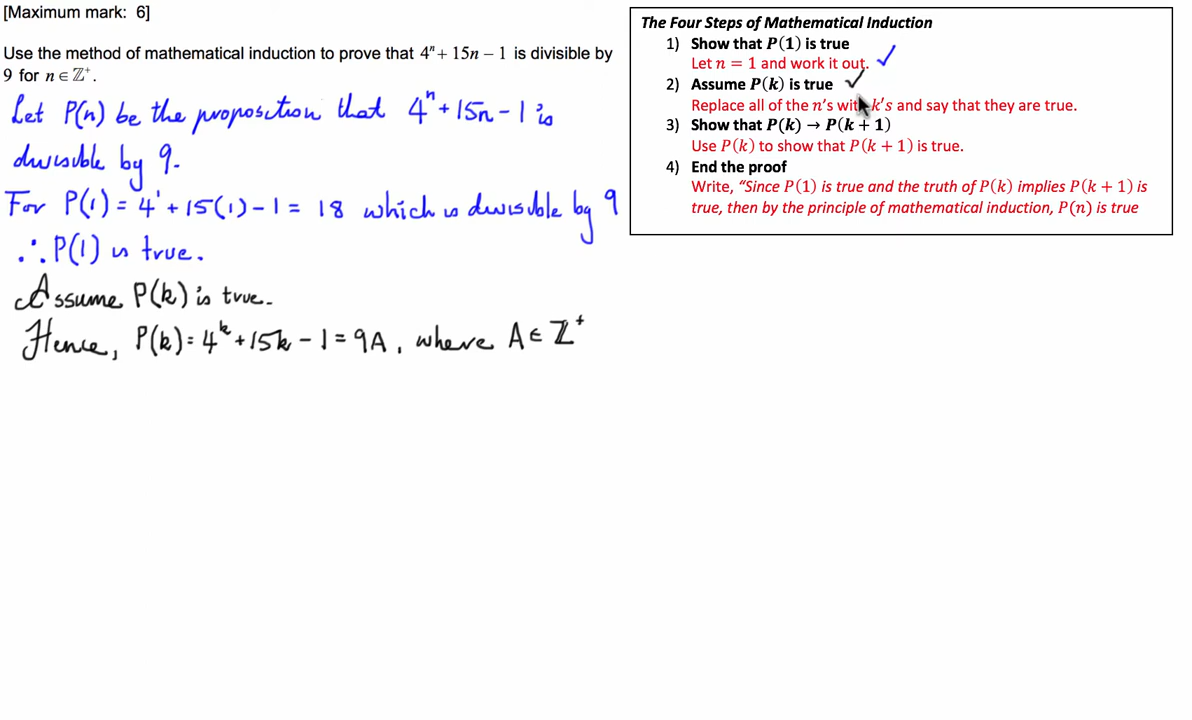 [Maximum mark: 6]
Use the method of mathematical induction to prove that 4ⁿ + 15n − 1 is divisible by
9 for n ∈ ℤ⁺.
Let P(n) be the proposition that 4ⁿ + 15n − 1 is
divisible by 9.
For P(1) = 4¹ + 15(1) − 1 = 18 which is divisible by 9
∴ P(1) is true.
Assume P(k) is true.
Hence, P(k): 4ᵏ + 15k − 1 = 9A, where A ∈ ℤ⁺
The Four Steps of Mathematical Induction
1) Show that P(1) is true
Let n = 1 and work it out.
2) Assume P(k) is true
Replace all of the n's with k's and say that they are true.
3) Show that P(k) → P(k + 1)
Use P(k) to show that P(k + 1) is true.
4) End the proof
Write, "Since P(1) is true and the truth of P(k) implies P(k + 1) is
true, then by the principle of mathematical induction, P(n) is true